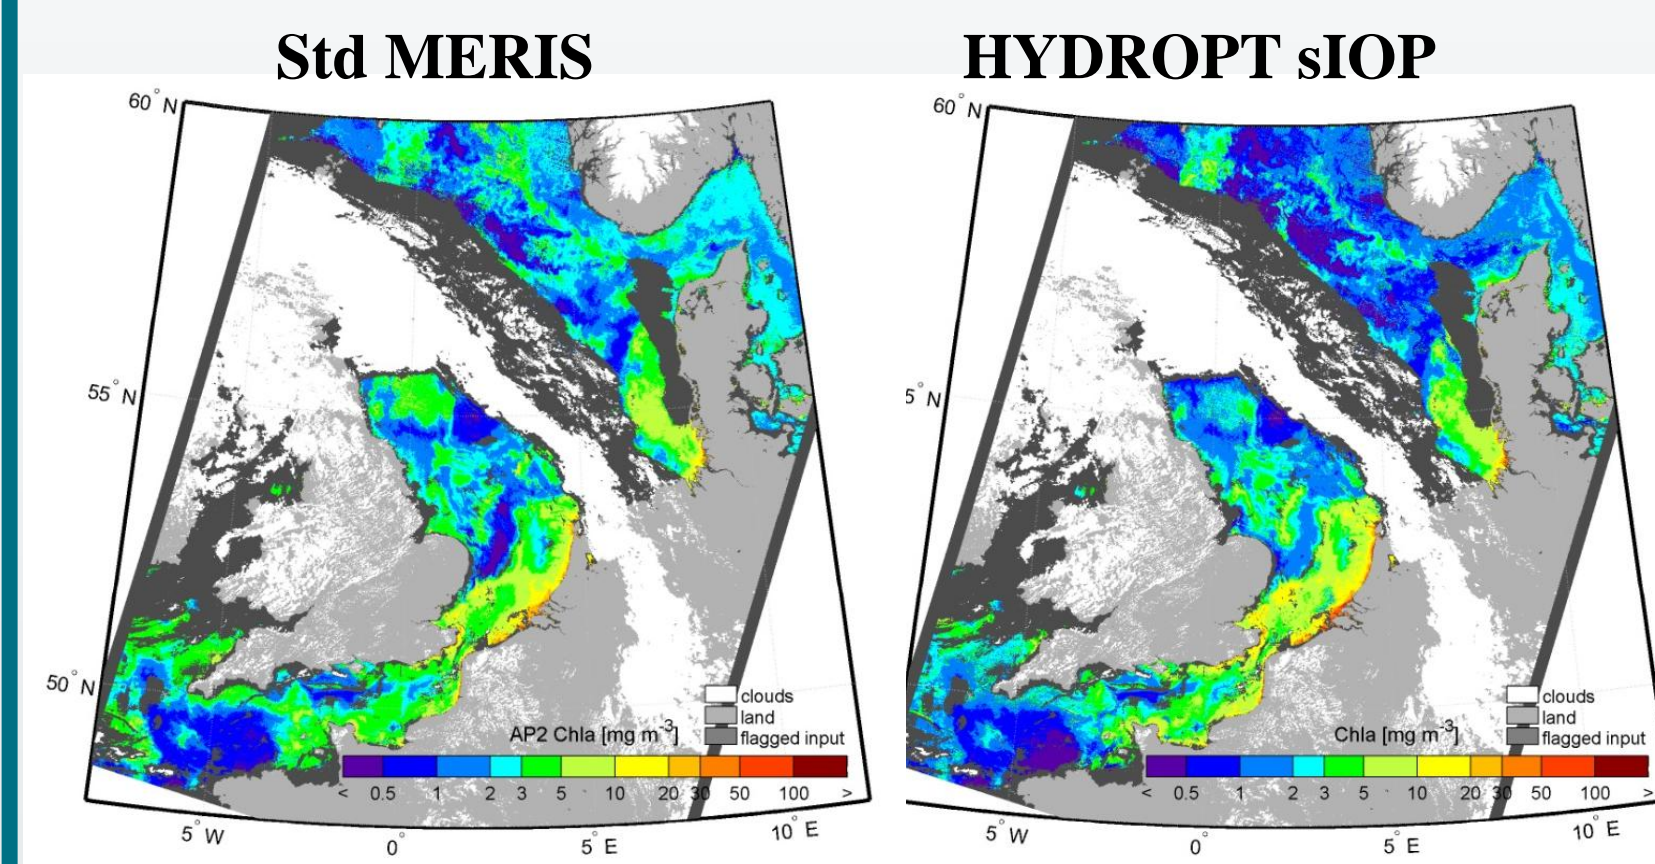 Std MERIS
HYDROPT sIOP
60° N
55° N
50° N
5° W
0°
5° E
10° E
clouds
land
flagged input
AP2 Chla [mg m⁻³]
< 0.5 1 2 3 5 10 20 30 50 100 >
60° N
5° N
5° W
0°
5° E
10° E
clouds
land
flagged input
Chla [mg m⁻³]
< 0.5 1 2 3 5 10 20 30 50 100 >